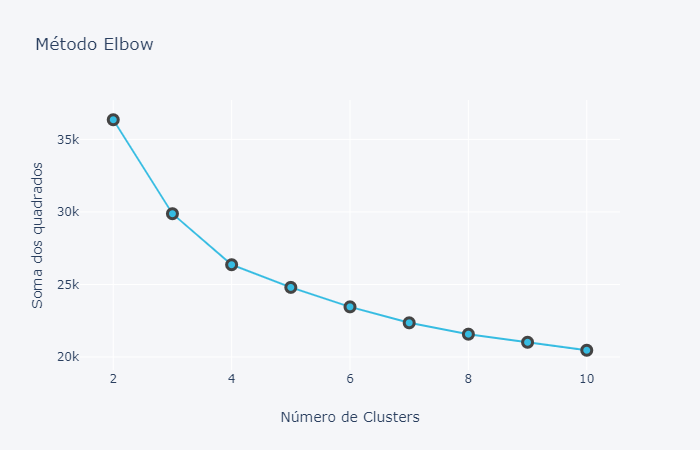 Método Elbow
Soma dos quadrados
35k
30k
25k
20k
2
4
6
8
10
Número de Clusters